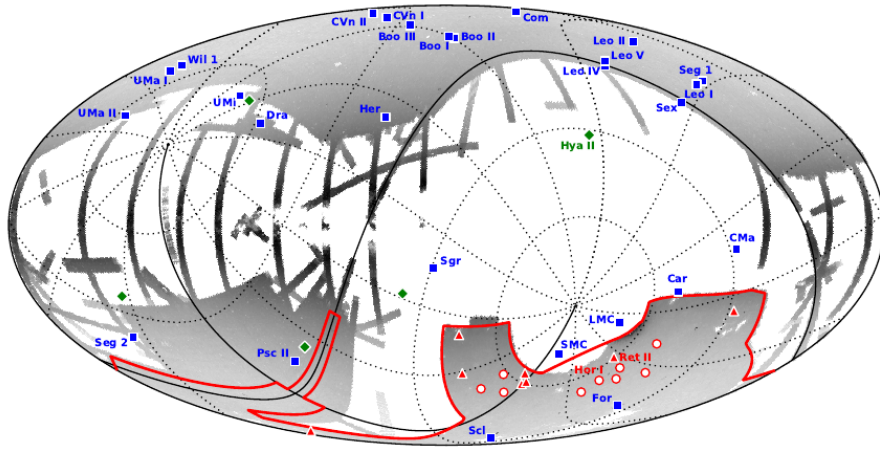 CVn II
CVn I
Com
Boo III
Boo I
Boo II
Leo II
Leo V
Leo IV
Wil 1
UMa I
Seg 1
Leo I
Sex
UMi
UMa II
Dra
Her
Hya II
CMa
Sgr
Car
LMC
Seg 2
Psc II
SMC
Ret II
Hor I
For
Scl